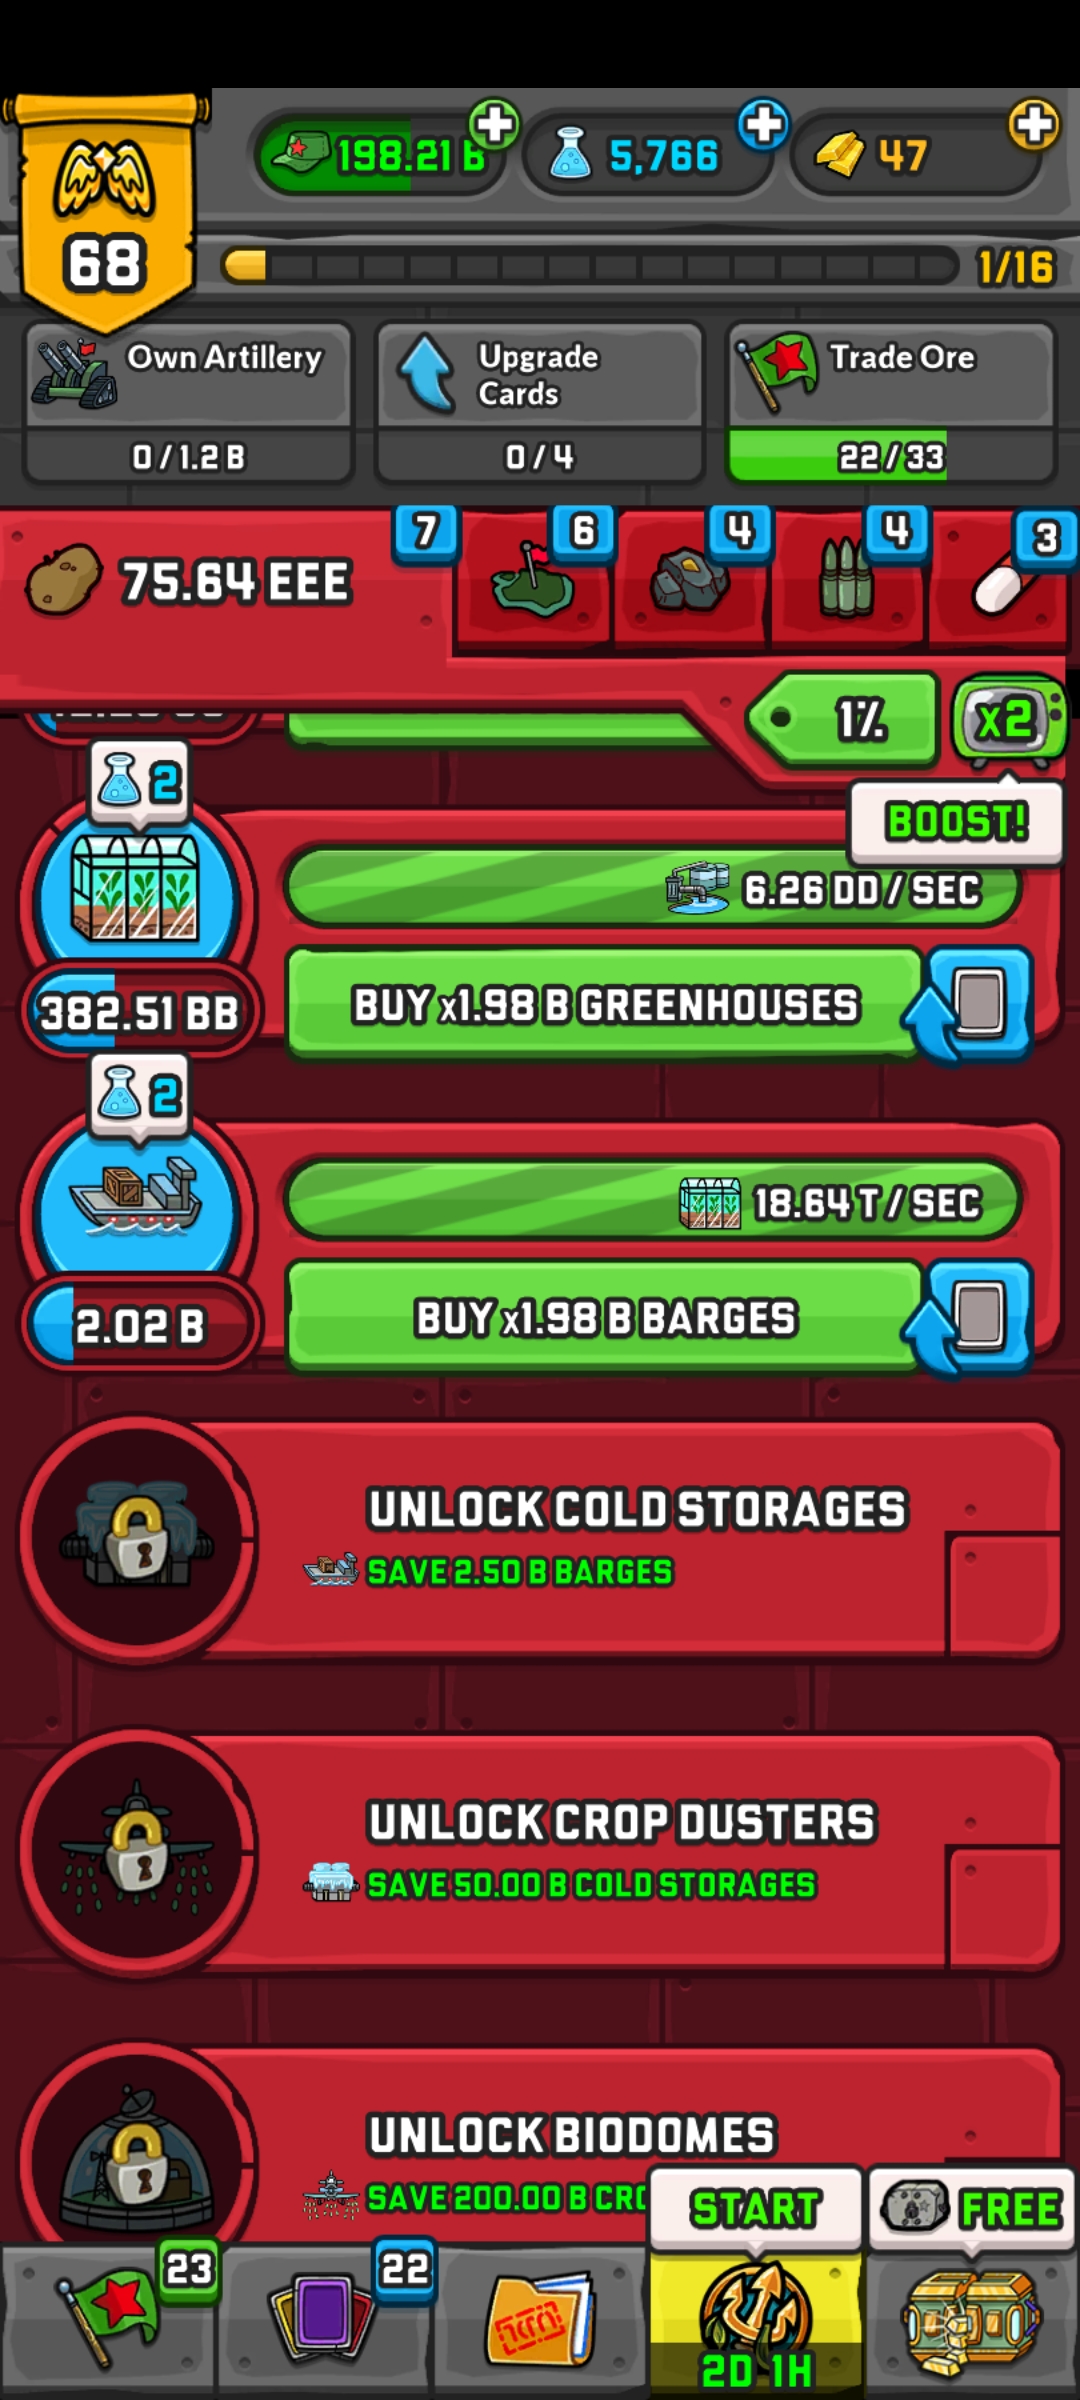 198.21 B
5,766
47
68
1/16
Own Artillery
0 / 1.2 B
Upgrade
Cards
0 / 4
Trade Ore
22 / 33
75.64 EEE
7
6
4
4
3
1%
x2
BOOST!
2
6.26 DD / SEC
382.51 BB
BUY x1.98 B GREENHOUSES
2
18.64 T / SEC
2.02 B
BUY x1.98 B BARGES
UNLOCK COLD STORAGES
SAVE 2.50 B BARGES
UNLOCK CROP DUSTERS
SAVE 50.00 B COLD STORAGES
UNLOCK BIODOMES
SAVE 200.00 B
START
FREE
23
22
2D 1H